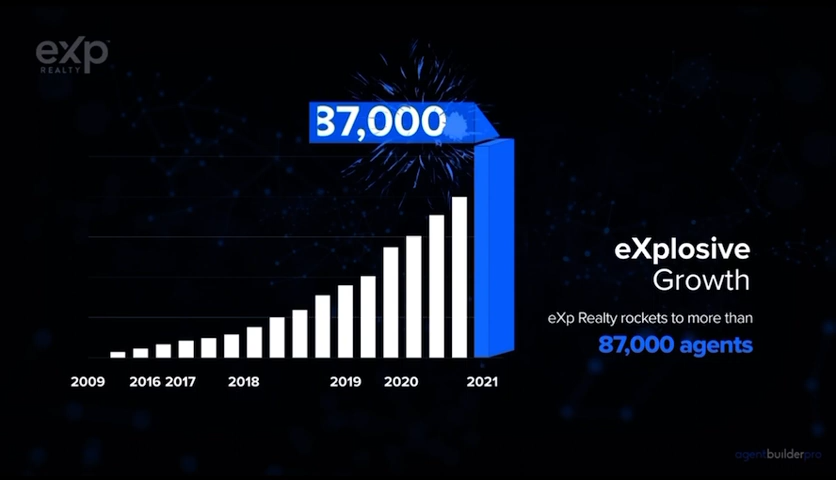 eXp
REALTY
87,000
eXplosive
Growth
eXp Realty rockets to more than
87,000 agents
2009 2016 2017 2018 2019 2020 2021
agentbuilderpro